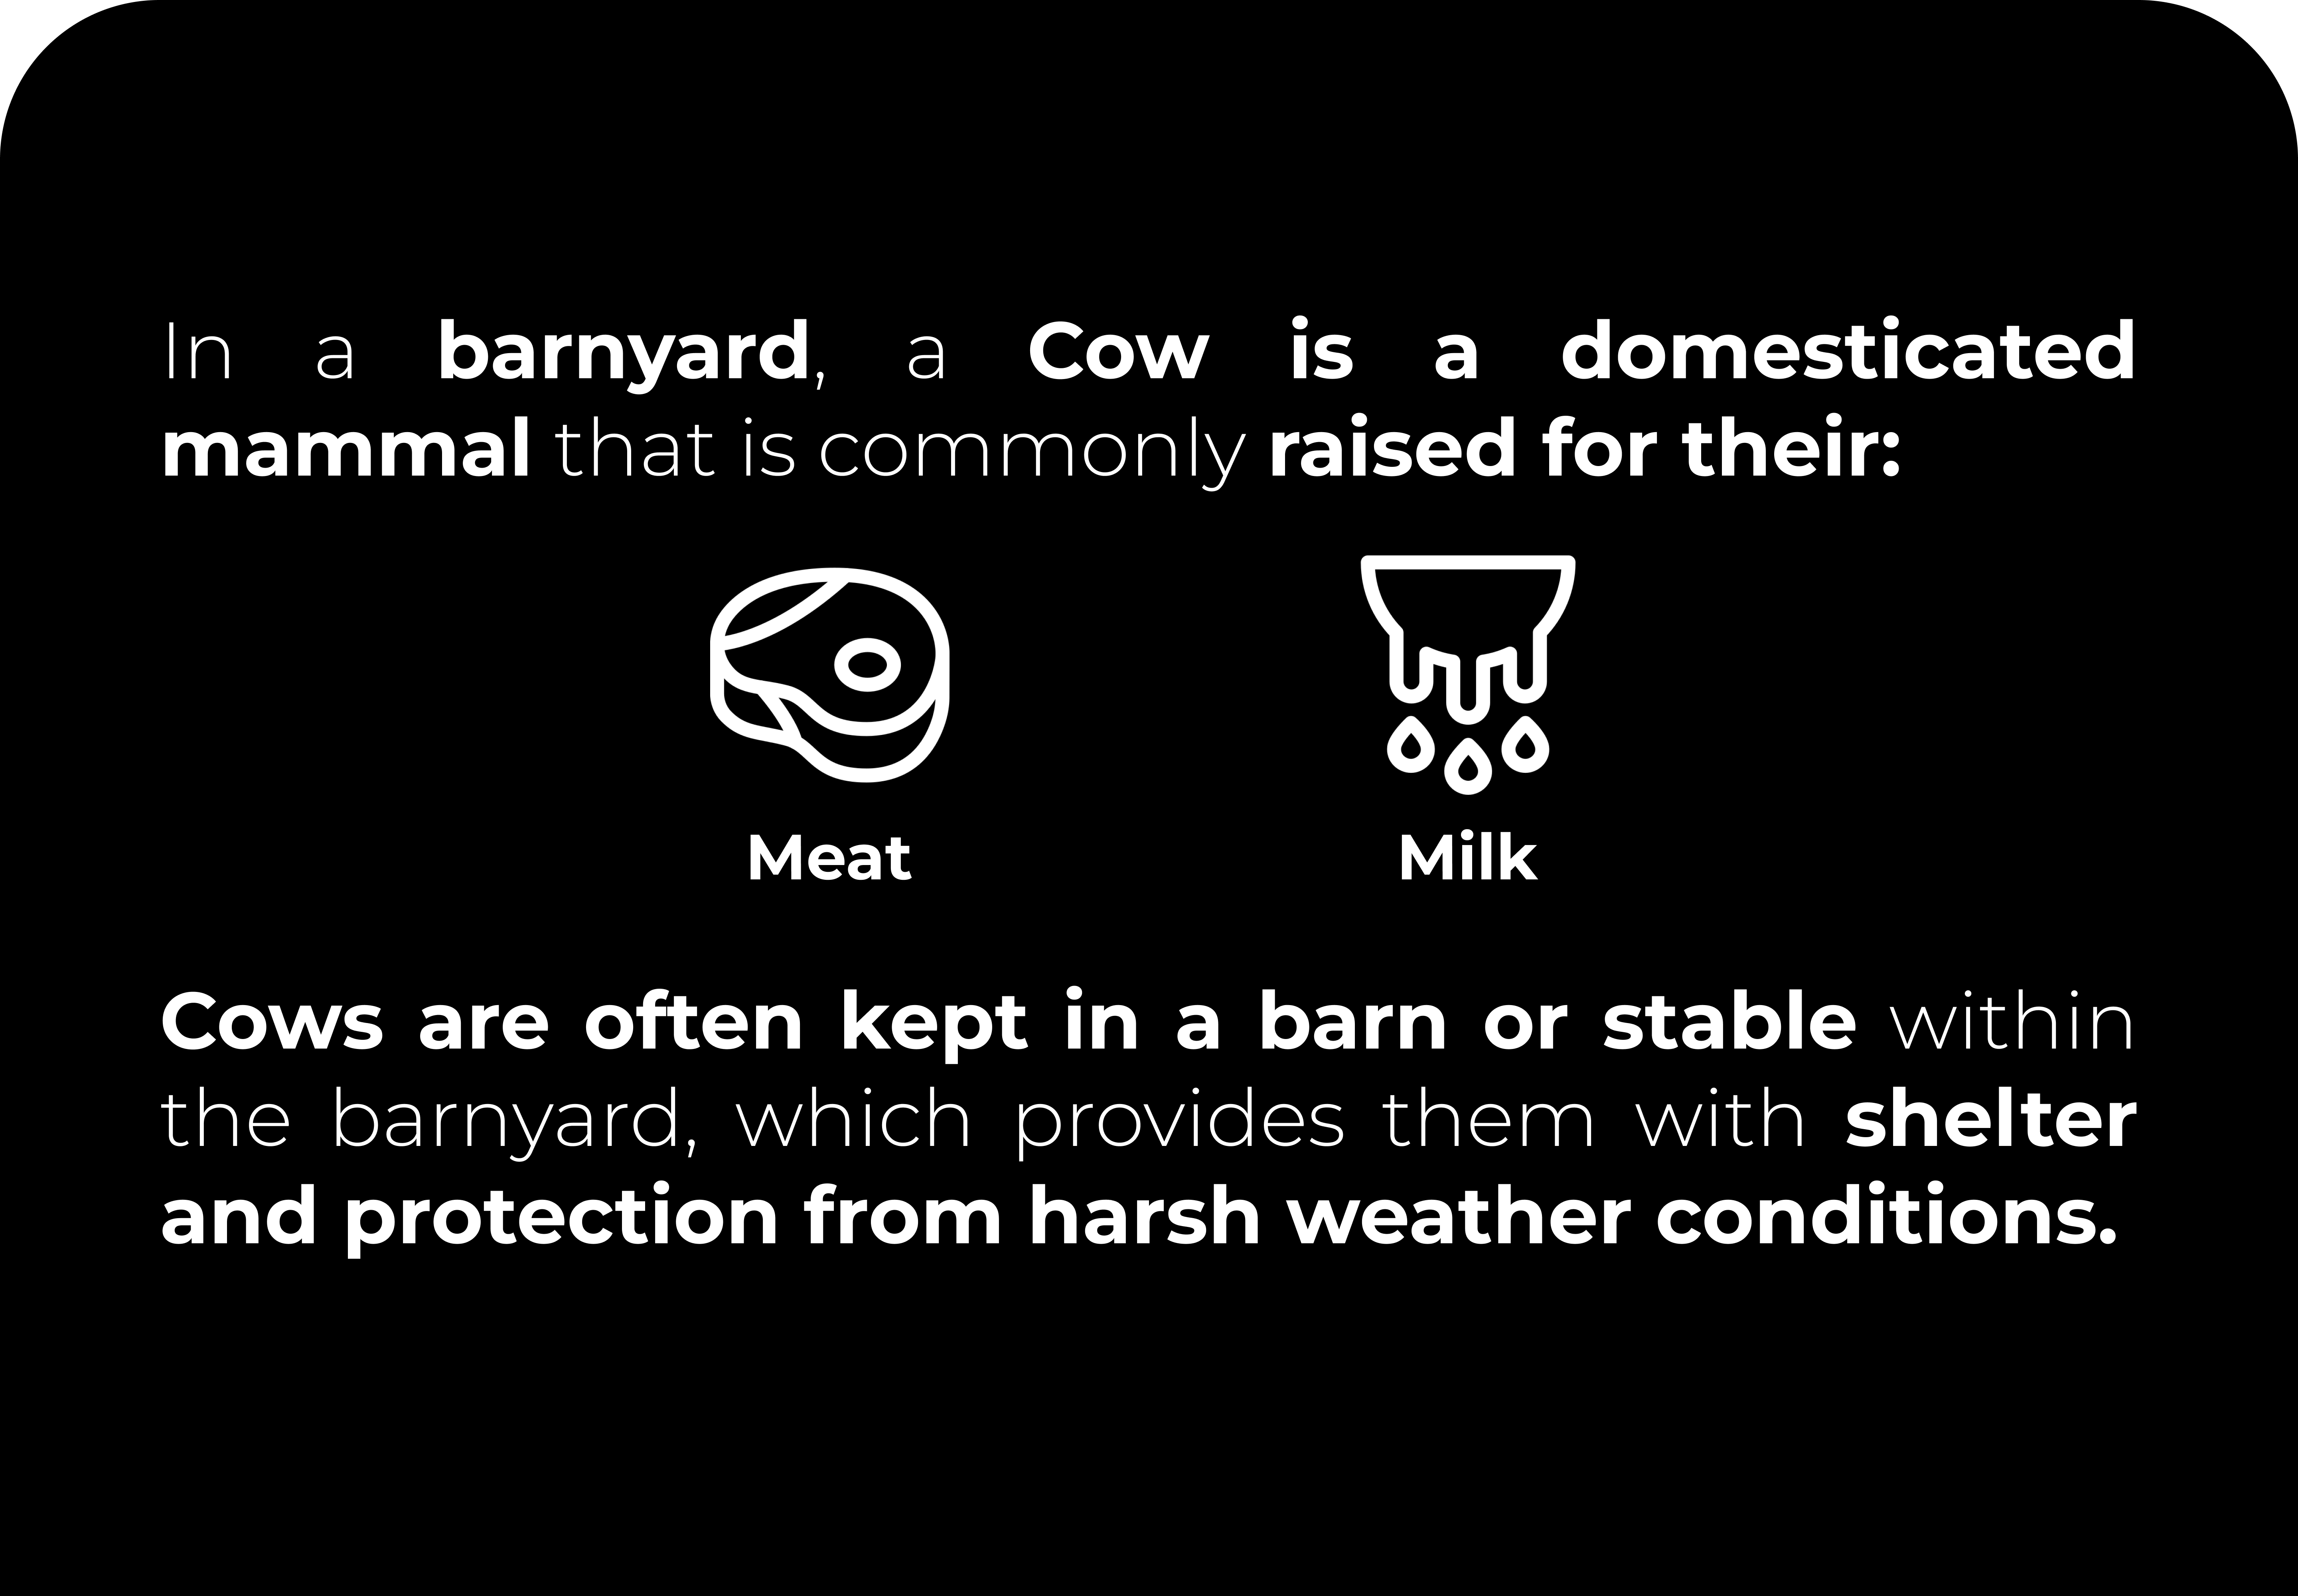 In a barnyard, a Cow is a domesticated
mammal that is commonly raised for their:
Meat
Milk
Cows are often kept in a barn or stable within
the barnyard, which provides them with shelter
and protection from harsh weather conditions.